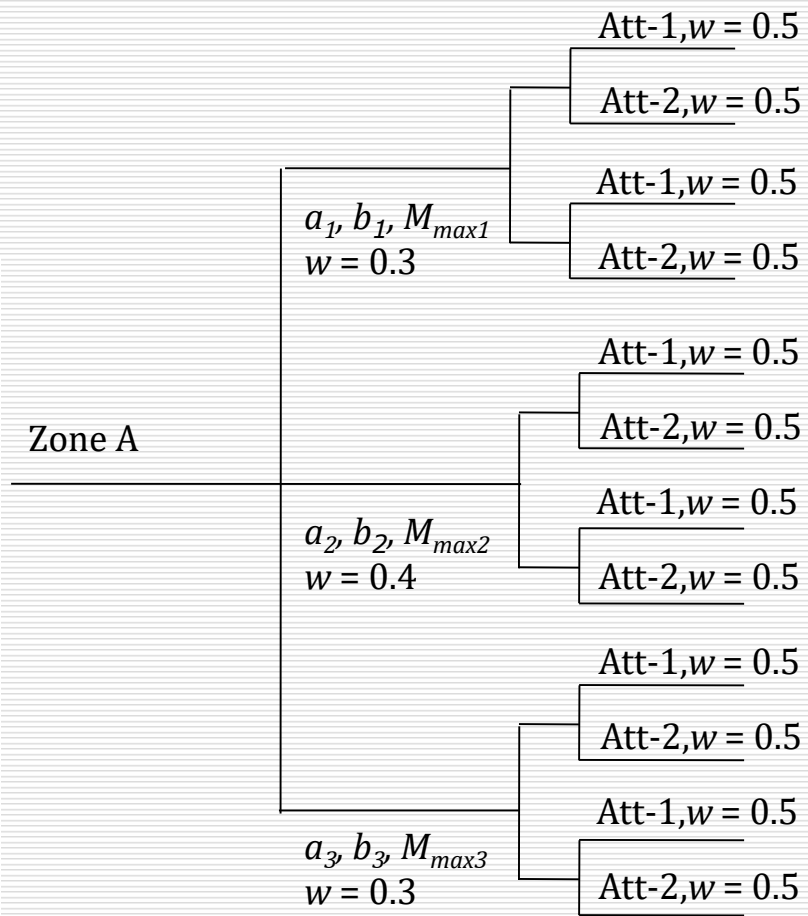 Att-1,w = 0.5
Att-2,w = 0.5
Att-1,w = 0.5
a1, b1, Mmax1
w = 0.3
Att-2,w = 0.5
Att-1,w = 0.5
Att-2,w = 0.5
Zone A
Att-1,w = 0.5
a2, b2, Mmax2
w = 0.4
Att-2,w = 0.5
Att-1,w = 0.5
Att-2,w = 0.5
Att-1,w = 0.5
a3, b3, Mmax3
w = 0.3
Att-2,w = 0.5